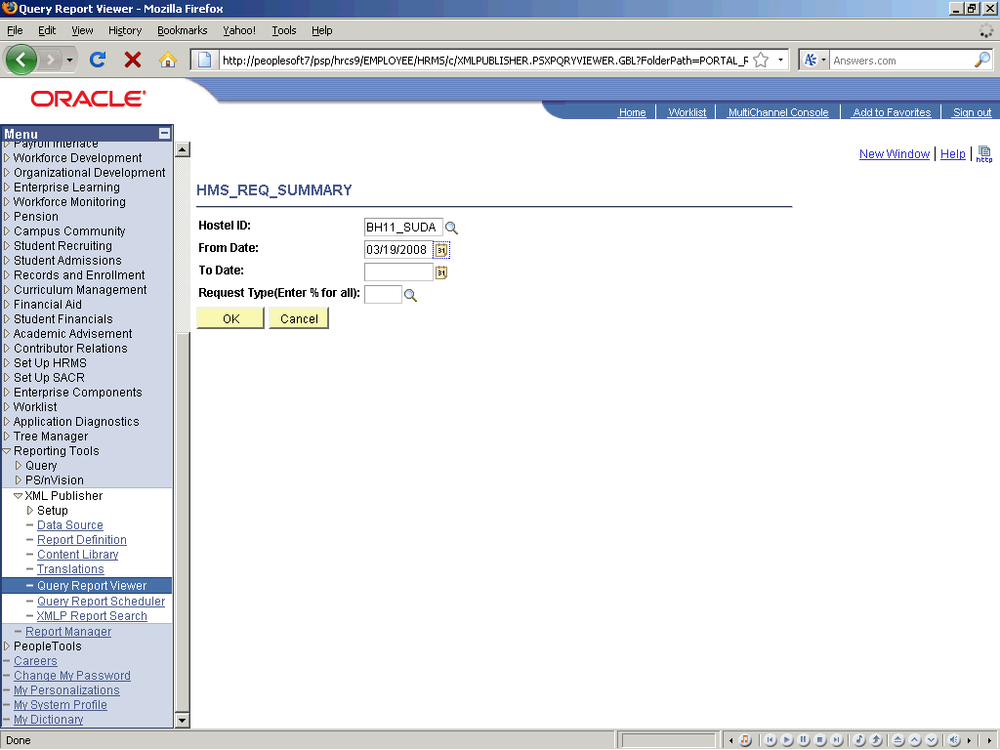 Query Report Viewer - Mozilla Firefox
File Edit View History Bookmarks Yahoo! Tools Help
http://peoplesoft7/psp/hrcs9/EMPLOYEE/HRMS/c/XMLPUBLISHER.PSXPQRYVIEWER.GBL?FolderPath=PORTAL_R
Answers.com
ORACLE
Home Worklist MultiChannel Console Add to Favorites Sign out
Menu
Payroll Interface
Workforce Development
Organizational Development
Enterprise Learning
Workforce Monitoring
Pension
Campus Community
Student Recruiting
Student Admissions
Records and Enrollment
Curriculum Management
Financial Aid
Student Financials
Academic Advisement
Contributor Relations
Set Up HRMS
Set Up SACR
Enterprise Components
Worklist
Application Diagnostics
Tree Manager
Reporting Tools
Query
PS/nVision
XML Publisher
Setup
Data Source
Report Definition
Content Library
Translations
Query Report Viewer
Query Report Scheduler
XMLP Report Search
Report Manager
PeopleTools
Careers
Change My Password
My Personalizations
My System Profile
My Dictionary
New Window Help http
HMS_REQ_SUMMARY
Hostel ID: BH11_SUDA
From Date: 03/19/2008 31
To Date: 31
Request Type(Enter % for all):
OK Cancel
Done